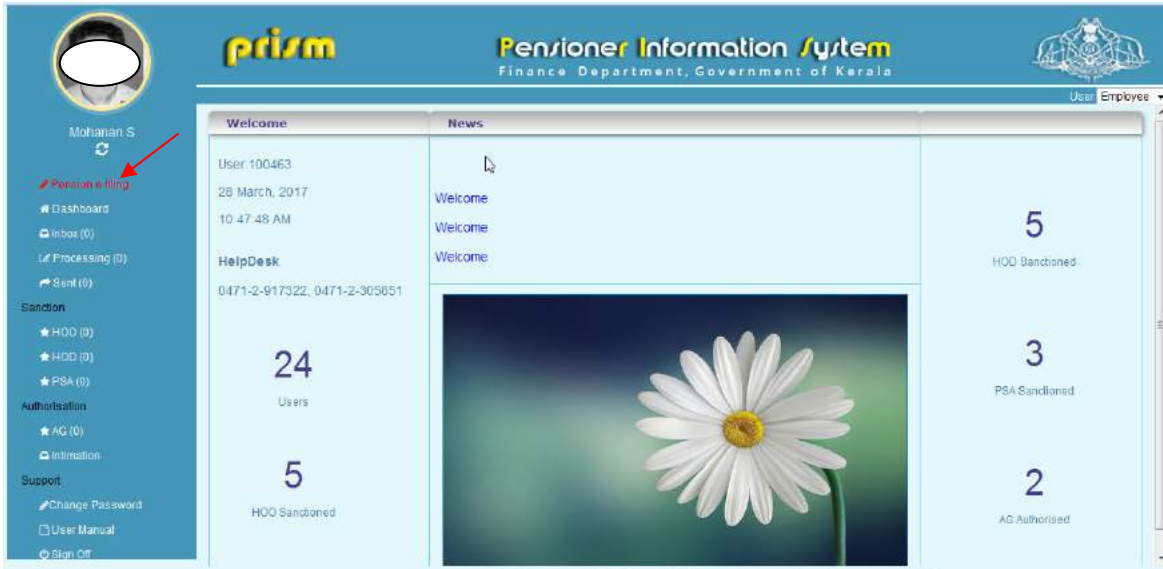 prism
Pensioner Information System
Finance Department, Government of Kerala
User Employee
Mohanan S
Pension e-filing
Dashboard
Inbox (0)
Processing (0)
Sent (0)
Sanction
HOO (0)
HOD (0)
PSA (0)
Authorisation
AG (0)
Intimation
Support
Change Password
User Manual
Sign Off
Welcome
User:100463
28 March, 2017
10:47:48 AM
HelpDesk
0471-2-917322, 0471-2-305651
24
Users
5
HOO Sanctioned
News
Welcome
Welcome
Welcome
5
HOD Sanctioned
3
PSA Sanctioned
2
AG Authorised